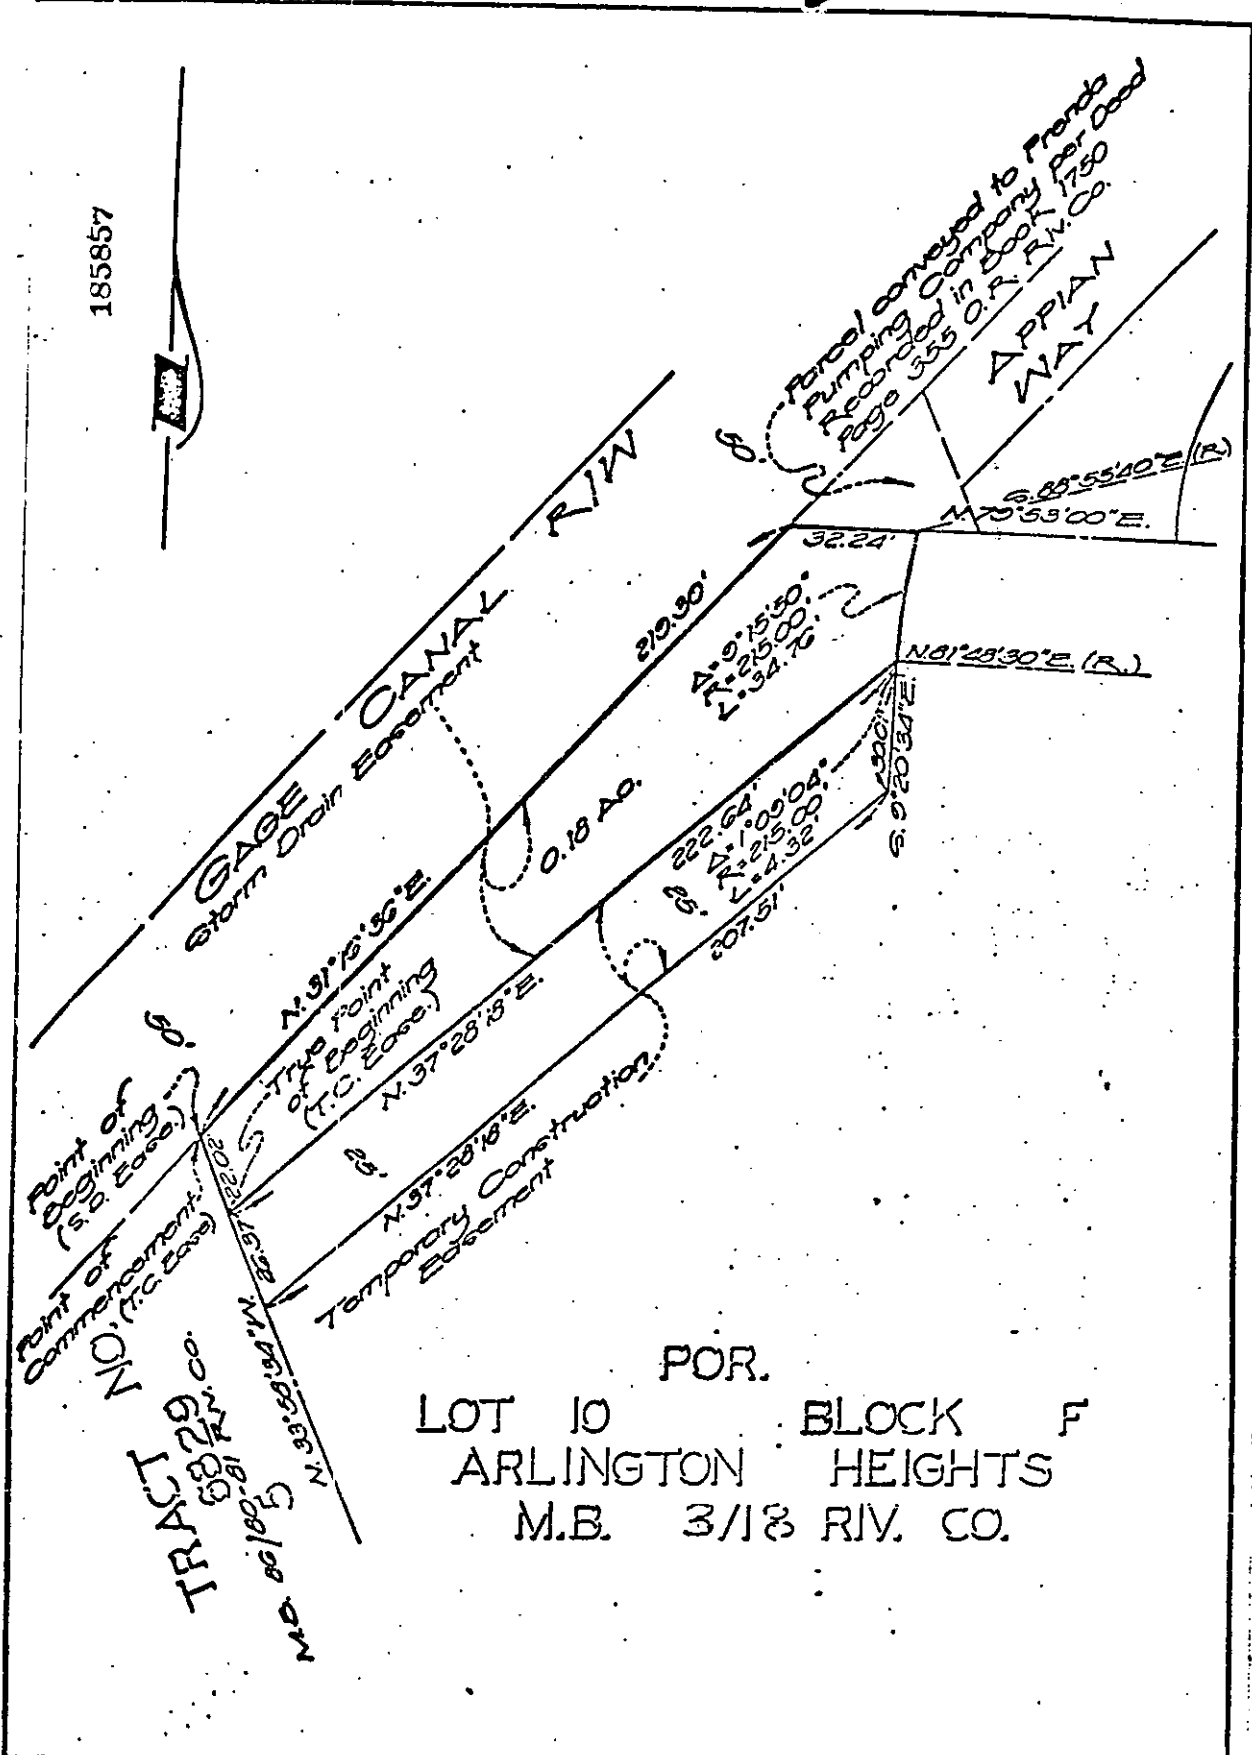 185857
Parcel conveyed to Prenda
Pumping Company per Deed
Recorded in Book 1750
Page 355 O.R. Riv. Co.
APPIAN
WAY
50'
GAGE CANAL R/W
Storm Drain Easement
S. 88°55'40"E. (R)
N. 79°53'00"E.
32.24'
219.30'
Δ=9°15'50"
R=215.00'
L=34.76'
N.81°48'30"E. (R.)
30.01'
S. 9°20'34"E.
0.18 AC.
222.64'
Δ=1°09'04"
R=215.00'
L=4.32'
25'
207.51'
N. 31°15'36"E.
True Point
of Beginning
(T.C. Ease.)
N. 37°28'18"E.
50'
Point of
Beginning
(S.D. Ease.)
22.02'
25'
N. 37°28'18"E.
Temporary Construction
Easement
Point of
Commencement
(T.C. Ease)
26.37'
TRACT NO.
6829
M.B. 80-81 RIV. CO.
5
POR.
LOT 10 BLOCK F
ARLINGTON HEIGHTS
M.B. 3/18 RIV. CO.